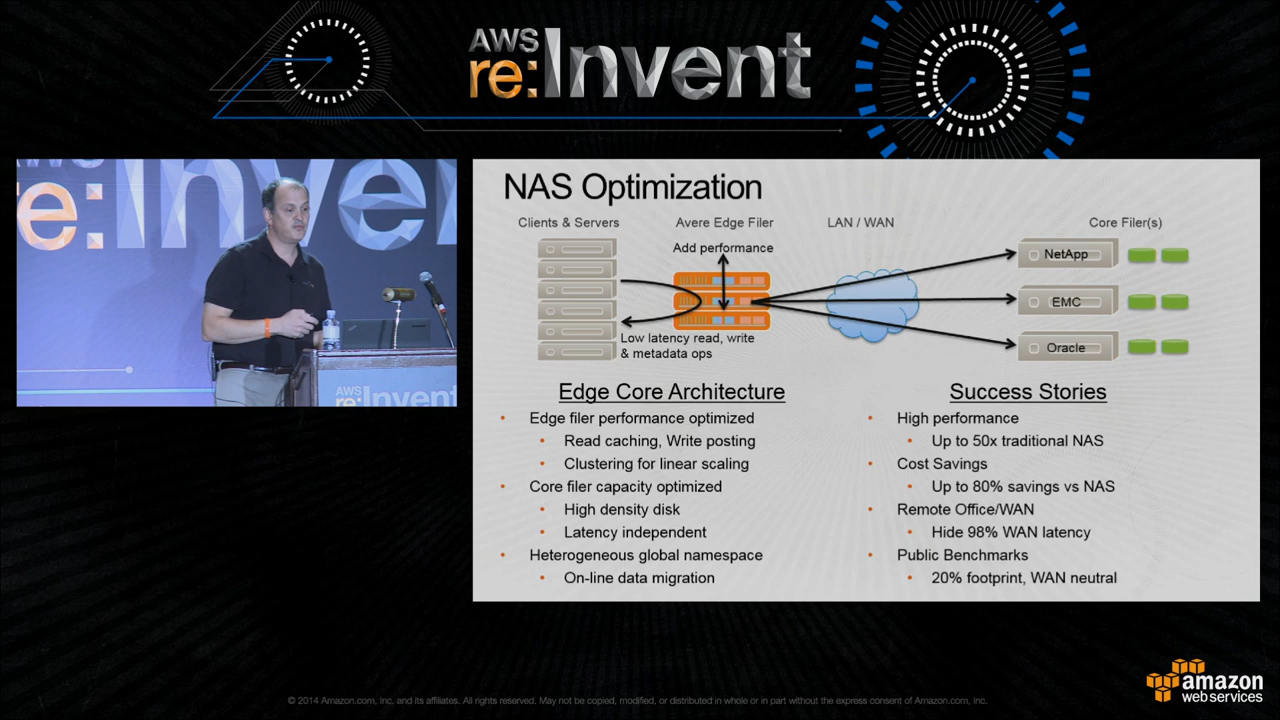 AWS
re:Invent
AWS
re:Inve
AWS
re:Invent
NAS Optimization
Clients & Servers
Avere Edge Filer
LAN / WAN
Core Filer(s)
Add performance
NetApp
EMC
Oracle
Low latency read, write
& metadata ops
Edge Core Architecture
• Edge filer performance optimized
• Read caching, Write posting
• Clustering for linear scaling
• Core filer capacity optimized
• High density disk
• Latency independent
• Heterogeneous global namespace
• On-line data migration
Success Stories
• High performance
• Up to 50x traditional NAS
• Cost Savings
• Up to 80% savings vs NAS
• Remote Office/WAN
• Hide 98% WAN latency
• Public Benchmarks
• 20% footprint, WAN neutral
© 2014 Amazon.com, Inc. and its affiliates. All rights reserved. May not be copied, modified, or distributed in whole or in part without the express consent of Amazon.com, Inc.
amazon
web services